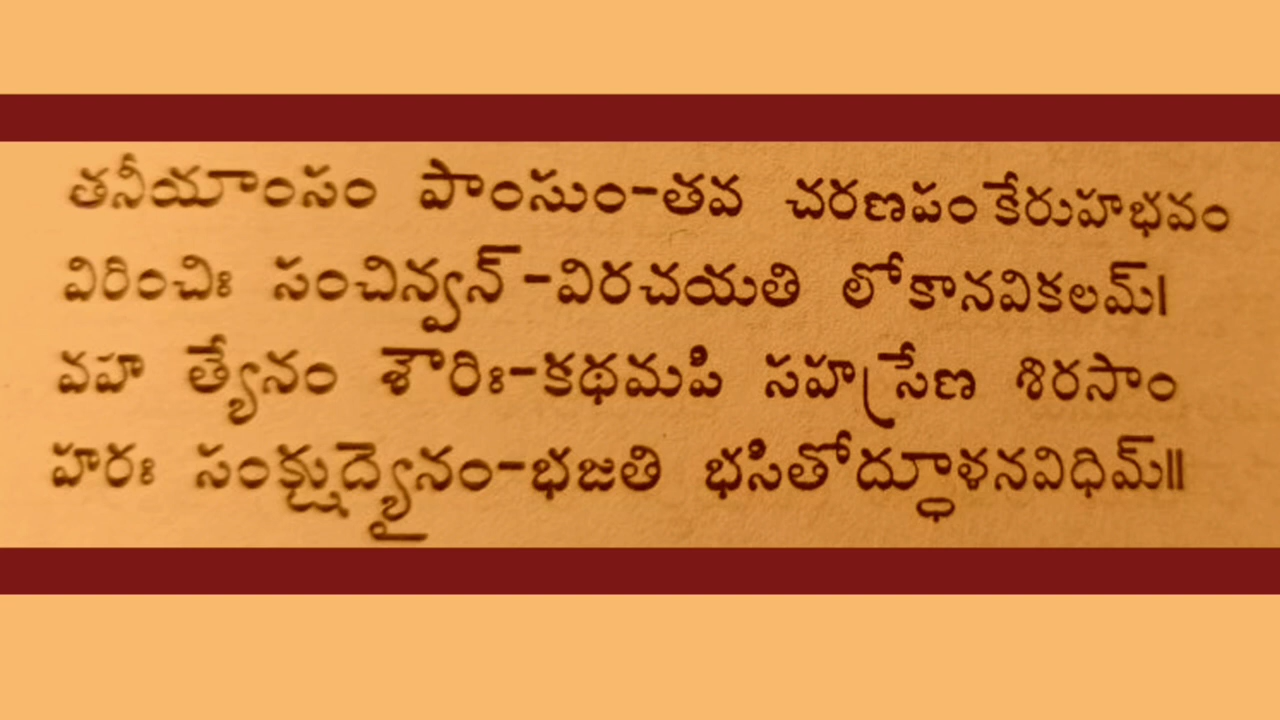 తనీయాంసం పాంసుం-తవ చరణపంకేరుహభవం
విరించిః సంచిన్వన్-విరచయతి లోకానవికలమ్।
వహ త్యేనం శౌరిః-కథమపి సహస్రేణ శిరసాం
హరః సంక్షుద్యైనం-భజతి భసితోద్ధూళనవిధిమ్॥